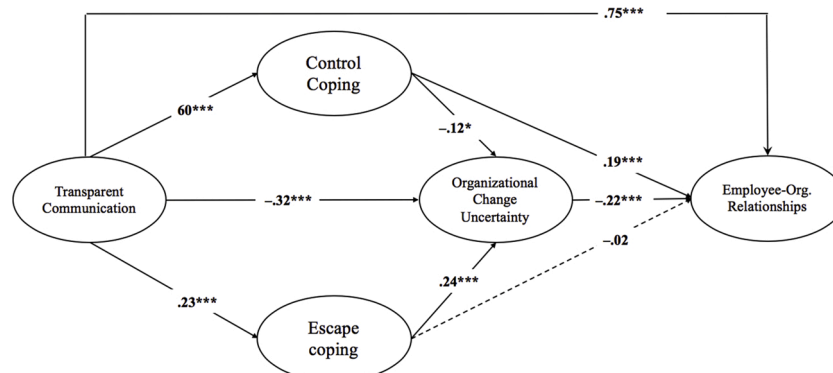 .75***
Control
Coping
60***
–.12*
.19***
Transparent
Communication
–.32***
Organizational
Change
Uncertainty
–.22***
Employee-Org.
Relationships
–.02
.23***
.24***
Escape
coping